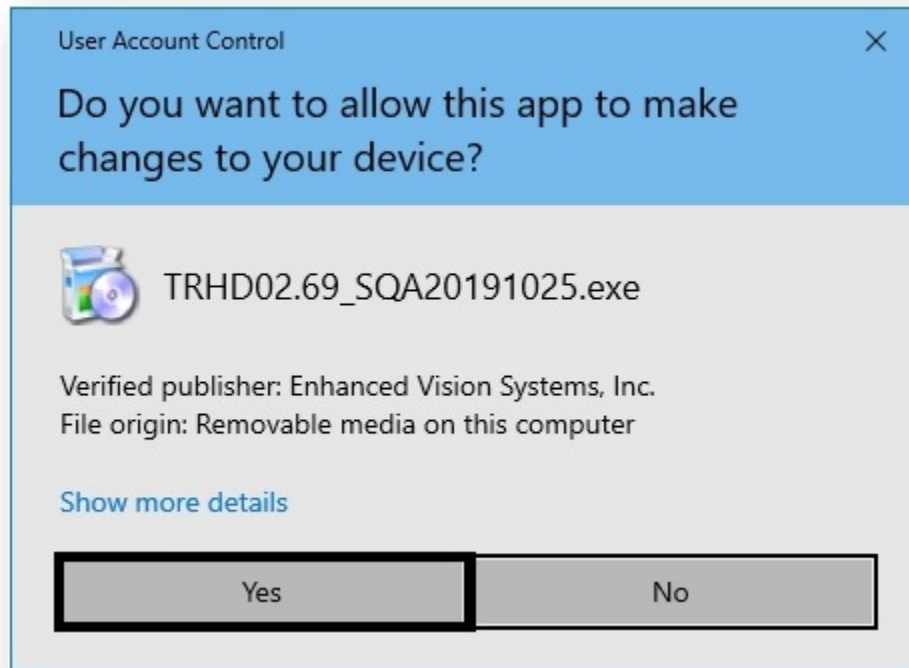 User Account Control
Do you want to allow this app to make
changes to your device?
TRHD02.69_SQA20191025.exe
Verified publisher: Enhanced Vision Systems, Inc.
File origin: Removable media on this computer
Show more details
Yes
No